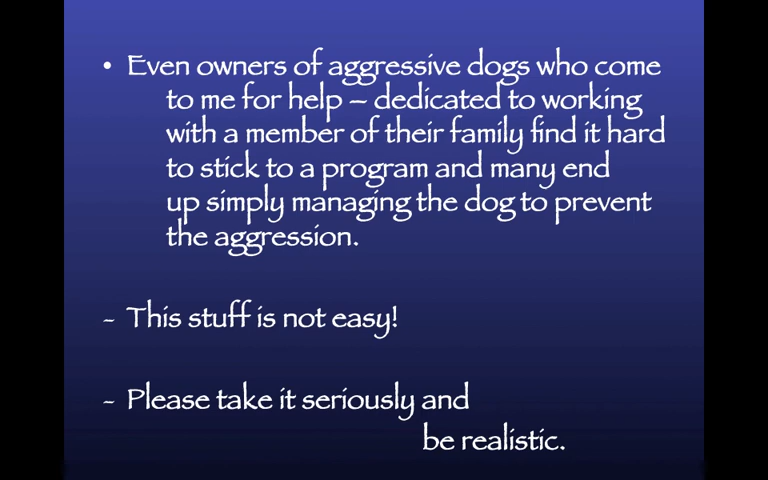 • Even owners of aggressive dogs who come
to me for help – dedicated to working
with a member of their family find it hard
to stick to a program and many end
up simply managing the dog to prevent
the aggression.
- This stuff is not easy!
- Please take it seriously and
be realistic.